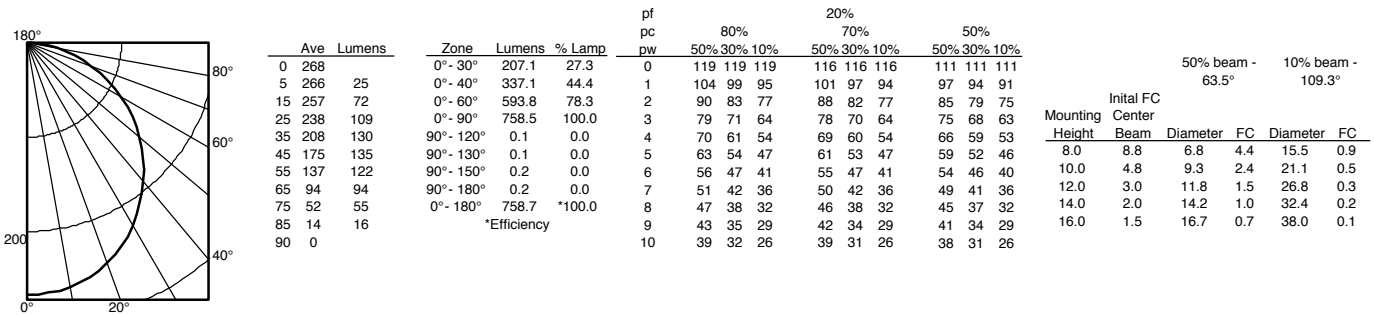 180°
80°
60°
200
40°
0° 20°
Ave Lumens
0 268
5 266 25
15 257 72
25 238 109
35 208 130
45 175 135
55 137 122
65 94 94
75 52 55
85 14 16
90 0
Zone Lumens % Lamp
0°- 30° 207.1 27.3
0°- 40° 337.1 44.4
0°- 60° 593.8 78.3
0°- 90° 758.5 100.0
90°- 120° 0.1 0.0
90°- 130° 0.1 0.0
90°- 150° 0.2 0.0
90°- 180° 0.2 0.0
0°- 180° 758.7 *100.0
*Efficiency
pf 20%
pc 80% 70% 50%
pw 50% 30% 10% 50% 30% 10% 50% 30% 10%
0 119 119 119 116 116 116 111 111 111
1 104 99 95 101 97 94 97 94 91
2 90 83 77 88 82 77 85 79 75
3 79 71 64 78 70 64 75 68 63
4 70 61 54 69 60 54 66 59 53
5 63 54 47 61 53 47 59 52 46
6 56 47 41 55 47 41 54 46 40
7 51 42 36 50 42 36 49 41 36
8 47 38 32 46 38 32 45 37 32
9 43 35 29 42 34 29 41 34 29
10 39 32 26 39 31 26 38 31 26
50% beam - 10% beam -
63.5° 109.3°
Inital FC
Mounting Center
Height Beam Diameter FC Diameter FC
8.0 8.8 6.8 4.4 15.5 0.9
10.0 4.8 9.3 2.4 21.1 0.5
12.0 3.0 11.8 1.5 26.8 0.3
14.0 2.0 14.2 1.0 32.4 0.2
16.0 1.5 16.7 0.7 38.0 0.1